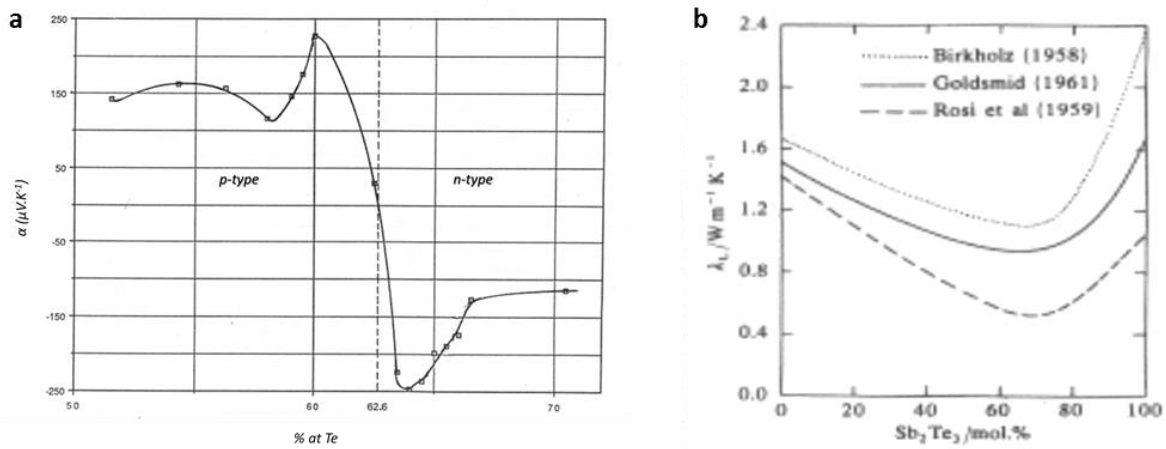 a
250
150
50
-50
-150
-250
α (μV.K⁻¹)
p-type
n-type
50
60
62.6
70
% at Te
b
2.4
2.0
1.6
1.2
0.8
0.4
0.0
λL/Wm⁻¹ K⁻¹
Birkholz (1958)
Goldsmid (1961)
Rosi et al (1959)
0
20
40
60
80
100
Sb₂Te₃/mol.%